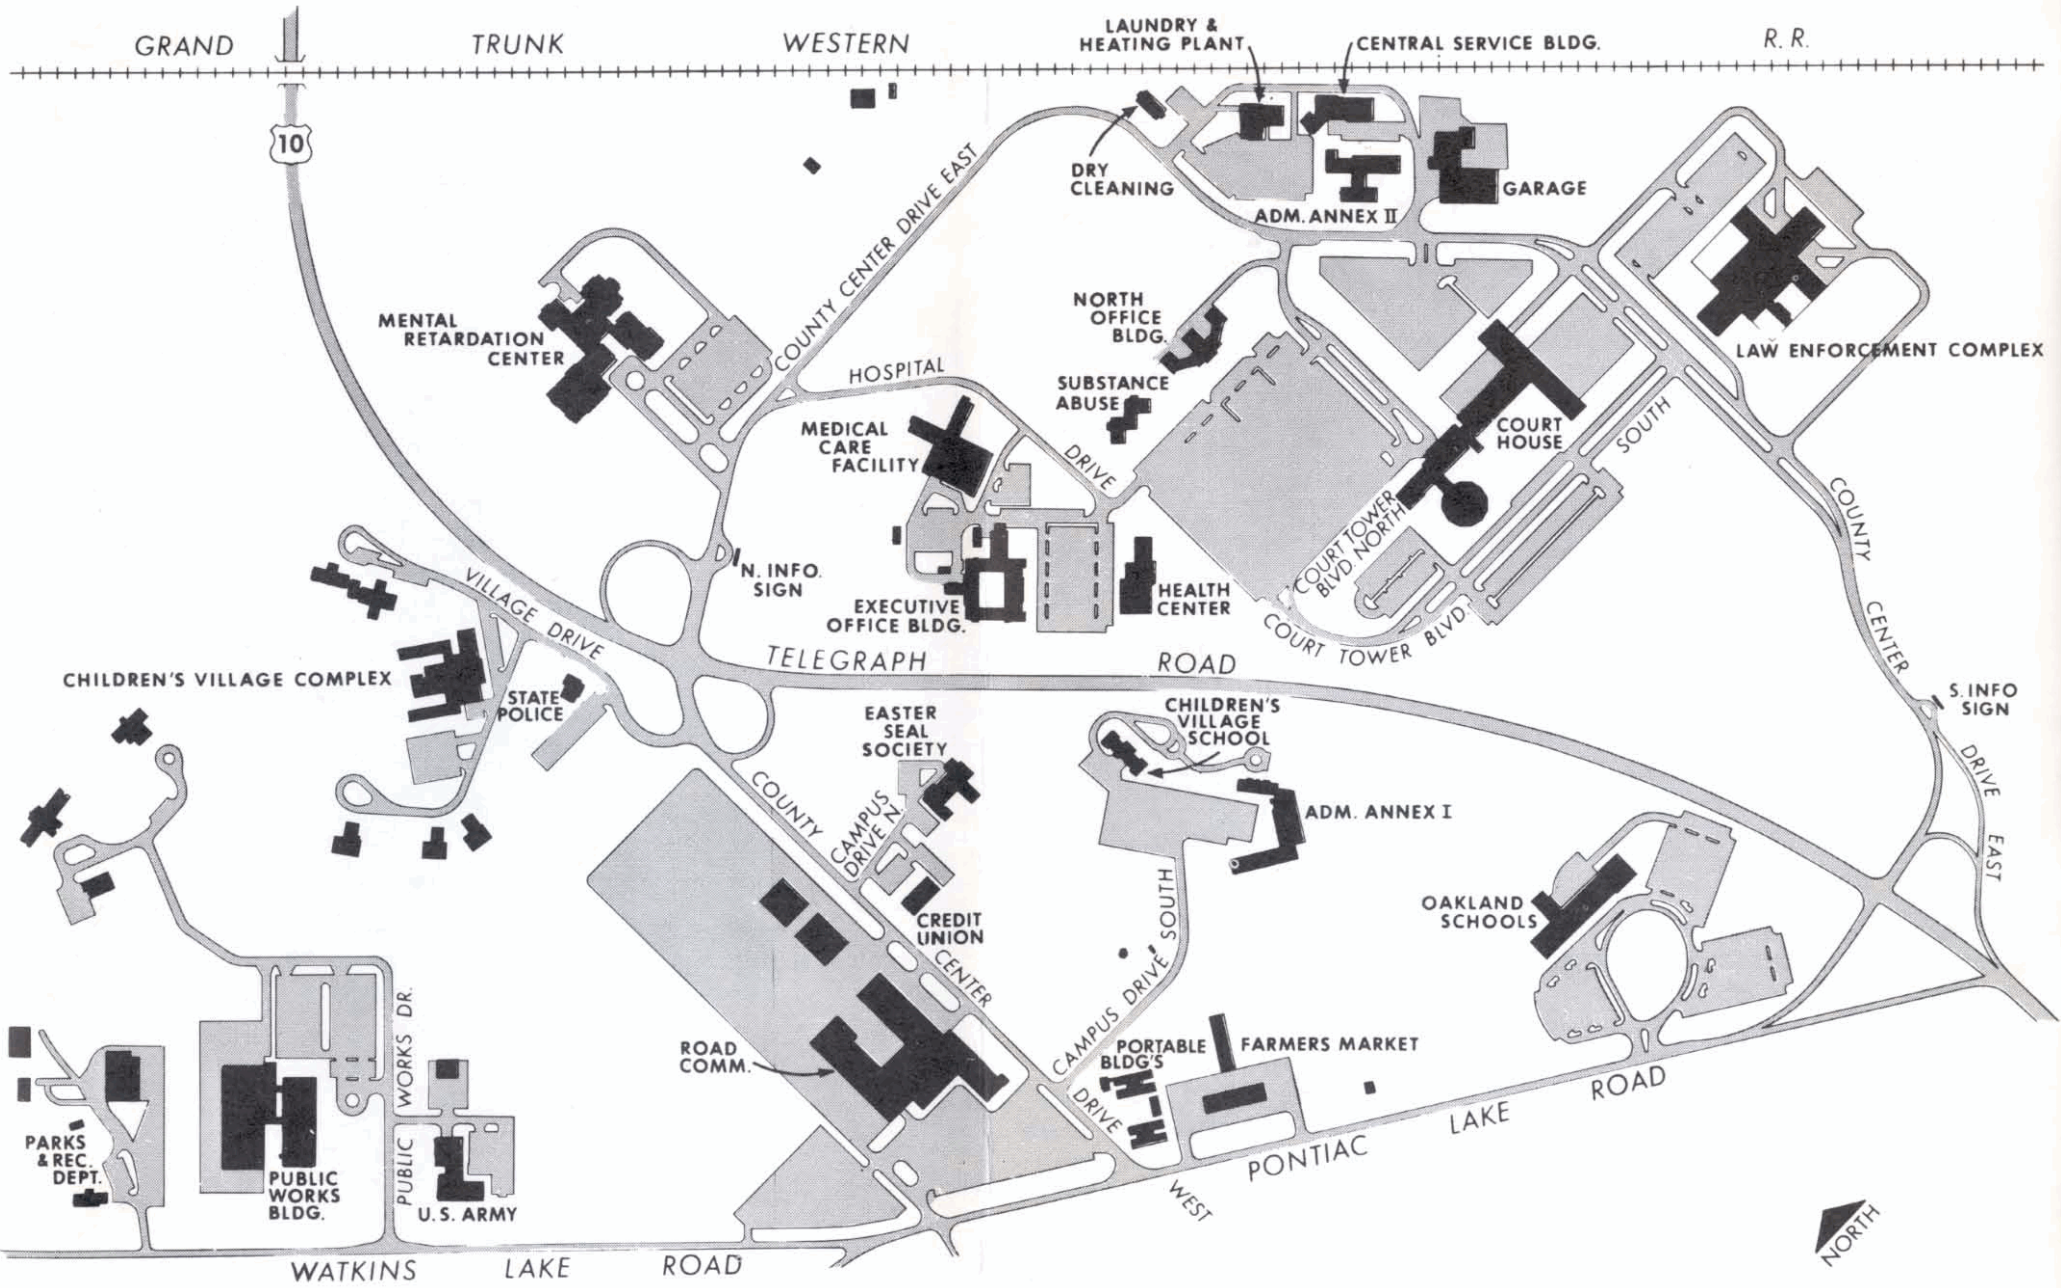 GRAND TRUNK WESTERN R. R.
LAUNDRY &
HEATING PLANT
CENTRAL SERVICE BLDG.
10
DRY
CLEANING
ADM. ANNEX II
GARAGE
COUNTY CENTER DRIVE EAST
MENTAL
RETARDATION
CENTER
NORTH
OFFICE
BLDG.
LAW ENFORCEMENT COMPLEX
HOSPITAL DRIVE
SUBSTANCE
ABUSE
MEDICAL
CARE
FACILITY
COURT
HOUSE
SOUTH
COURT TOWER
BLVD. NORTH
COUNTY CENTER DRIVE EAST
N. INFO.
SIGN
EXECUTIVE
OFFICE BLDG.
HEALTH
CENTER
COURT TOWER BLVD.
VILLAGE DRIVE
TELEGRAPH ROAD
CHILDREN'S VILLAGE COMPLEX
STATE
POLICE
S. INFO
SIGN
EASTER
SEAL
SOCIETY
CHILDREN'S
VILLAGE
SCHOOL
ADM. ANNEX I
COUNTY CENTER DRIVE WEST
CAMPUS
DRIVE N.
CREDIT
UNION
CAMPUS DRIVE SOUTH
OAKLAND
SCHOOLS
ROAD
COMM.
PORTABLE
BLDG'S
FARMERS MARKET
PUBLIC WORKS DR.
PARKS
& REC.
DEPT.
PUBLIC
WORKS
BLDG.
U.S. ARMY
PONTIAC LAKE ROAD
WATKINS LAKE ROAD
NORTH